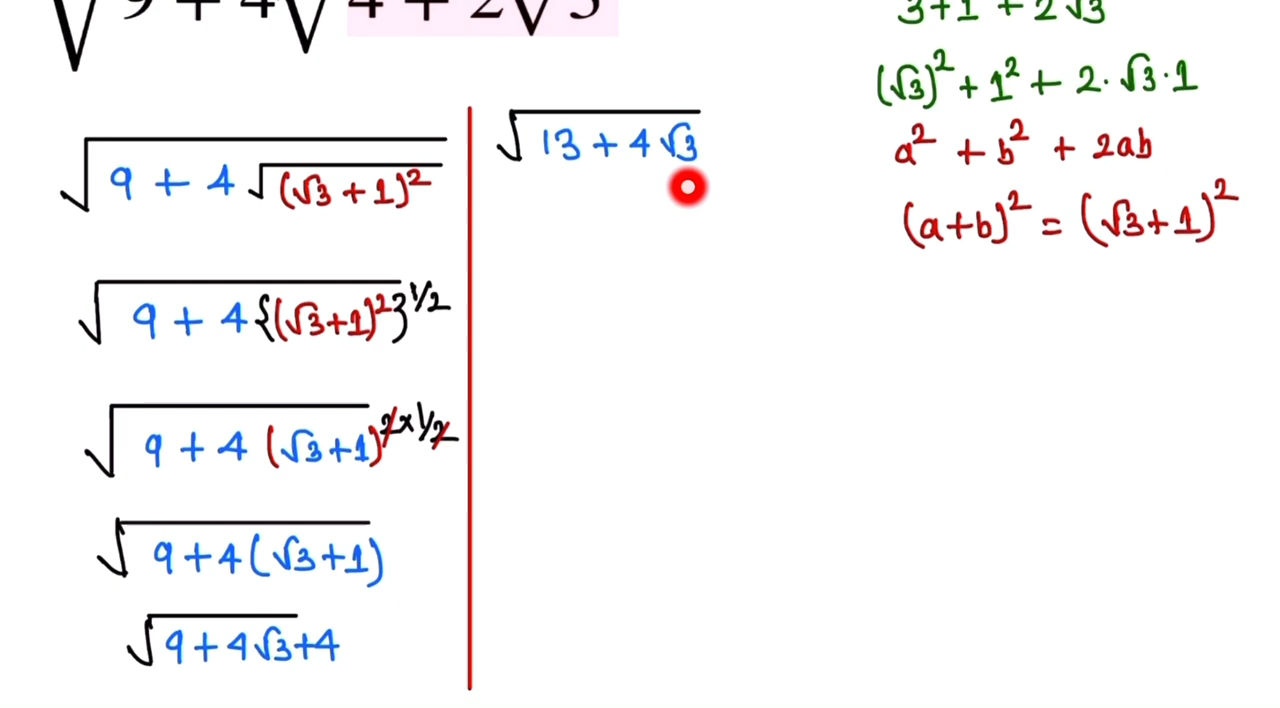 √9 + 4√4 + 2√3
√9 + 4√(√3 + 1)²
√9 + 4{(√3+1)²}^1/2
√9 + 4 (√3+1)^2×1/2
√9+4(√3+1)
√9+4√3+4
√13 + 4√3
3+1 + 2√3
(√3)² + 1² + 2·√3·1
a² + b² + 2ab
(a+b)² = (√3+1)²